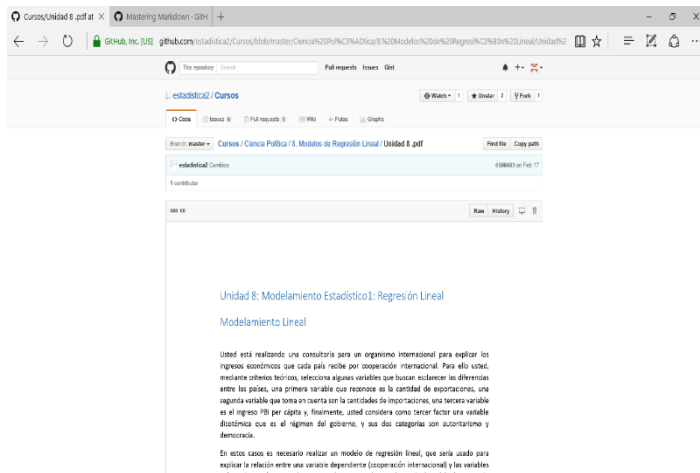 Cursos/Unidad 8 .pdf at
Mastering Markdown · GitH
GitHub, Inc. [US] github.com/estadistica2/Cursos/blob/master/Ciencia%20Pol%C3%ADtica/8.%20Modelos%20de%20Regresi%C3%B3n%20Lineal/Unidad%2
This repository Search Pull requests Issues Gist
estadistica2 / Cursos Watch 1 Unstar 2 Fork 1
Code Issues 0 Pull requests 0 Wiki Pulse Graphs
Branch: master Cursos / Ciencia Política / 8. Modelos de Regresión Lineal / Unidad 8 .pdf Find file Copy path
estadistica2 Cambios on Feb 17
1 contributor
KB Raw History
Unidad 8: Modelamiento Estadístico1: Regresión Lineal
Modelamiento Lineal
Usted está realizando una consultoría para un organismo internacional para explicar los
ingresos económicos que cada país recibe por cooperación internacional. Para ello usted,
mediante criterios teóricos, selecciona algunas variables que buscan esclarecer las diferencias
entre los países, una primera variable que reconoce es la cantidad de exportaciones, una
segunda variable que toma en cuenta son la cantidades de importaciones, una tercera variable
es el ingreso PBI per cápita y, finalmente, usted considera como tercer factor una variable
dicotómica que es el régimen del gobierno, y sus dos categorías son autoritarismo y
democracia.
En estos casos es necesario realizar un modelo de regresión lineal, que sería usado para
explicar la relación entre una variable dependiente (cooperación internacional) y las variables